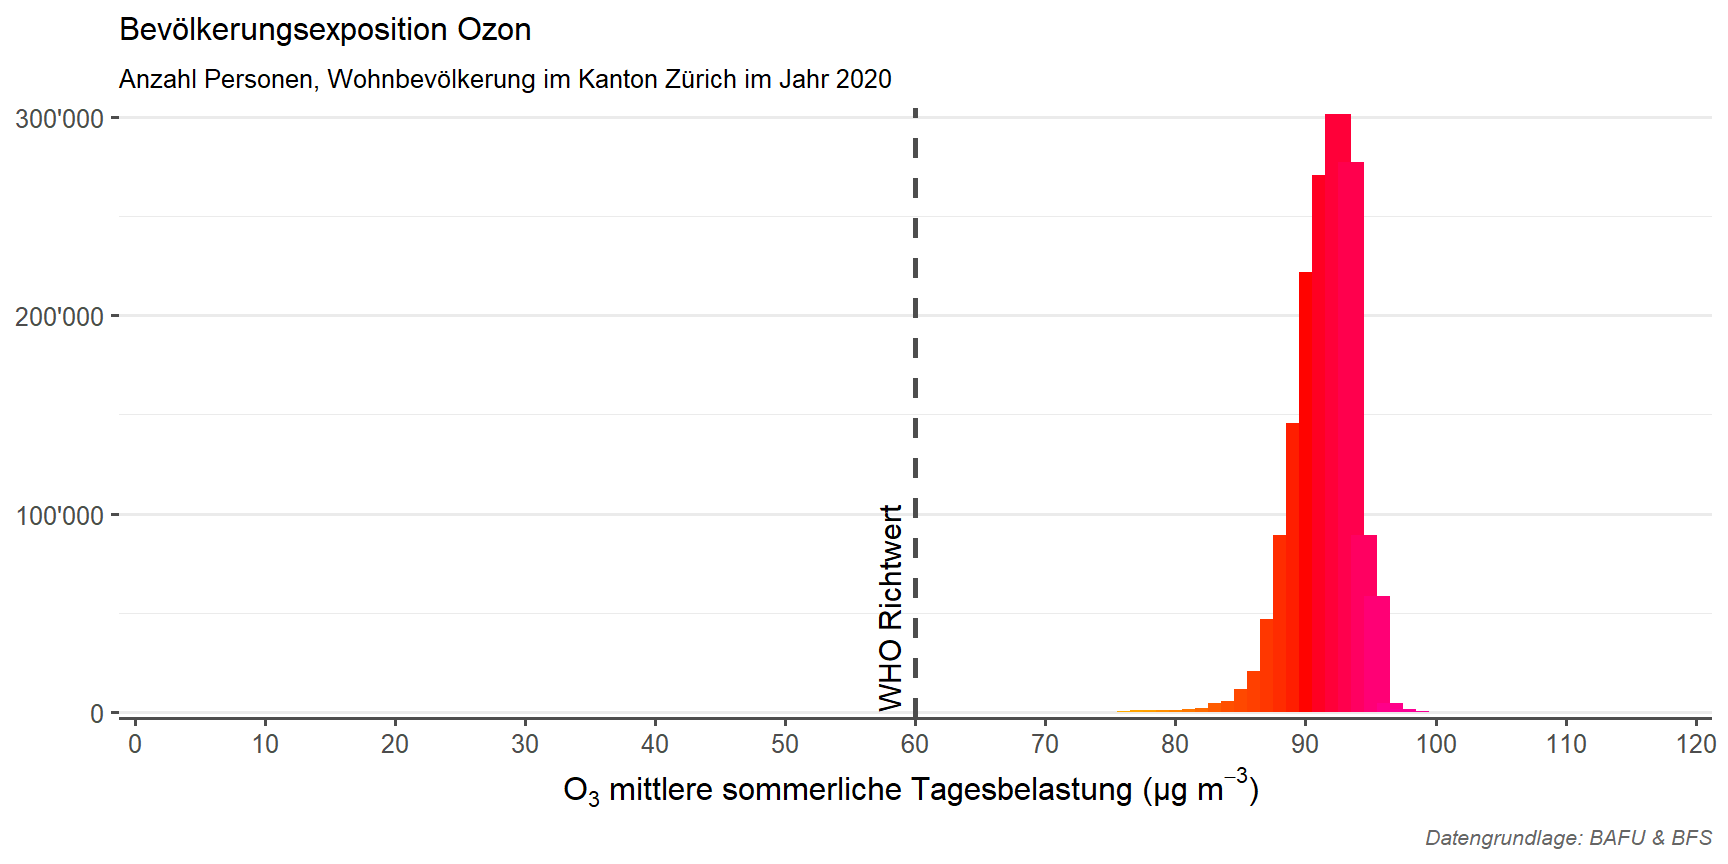 Bevölkerungsexposition Ozon
Anzahl Personen, Wohnbevölkerung im Kanton Zürich im Jahr 2020
300'000
200'000
100'000
0
WHO Richtwert
0 10 20 30 40 50 60 70 80 90 100 110 120
O₃ mittlere sommerliche Tagesbelastung (µg m⁻³)
Datengrundlage: BAFU & BFS